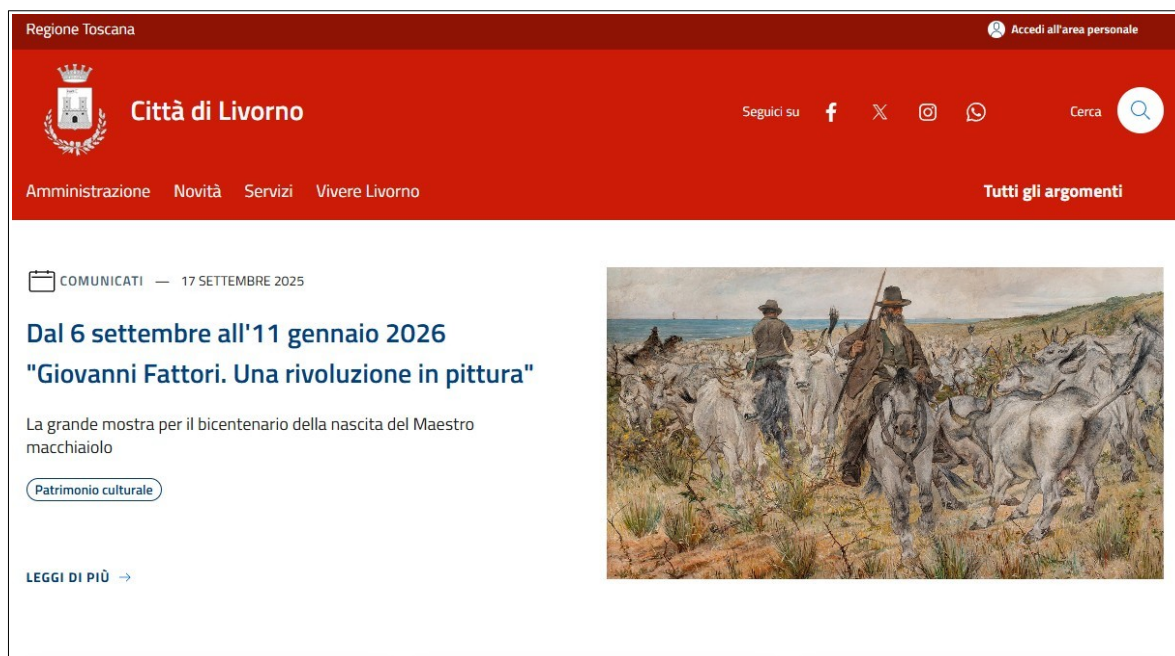 Regione Toscana
Accedi all'area personale
Città di Livorno
Seguici su
Cerca
Amministrazione Novità Servizi Vivere Livorno
Tutti gli argomenti
COMUNICATI — 17 SETTEMBRE 2025
Dal 6 settembre all'11 gennaio 2026
"Giovanni Fattori. Una rivoluzione in pittura"
La grande mostra per il bicentenario della nascita del Maestro
macchiaiolo
Patrimonio culturale
LEGGI DI PIÙ →